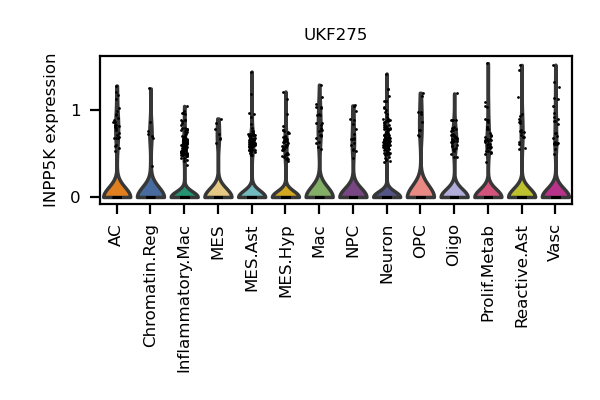 UKF275
INPP5K expression
1
0
AC
Chromatin.Reg
Inflammatory.Mac
MES
MES.Ast
MES.Hyp
Mac
NPC
Neuron
OPC
Oligo
Prolif.Metab
Reactive.Ast
Vasc